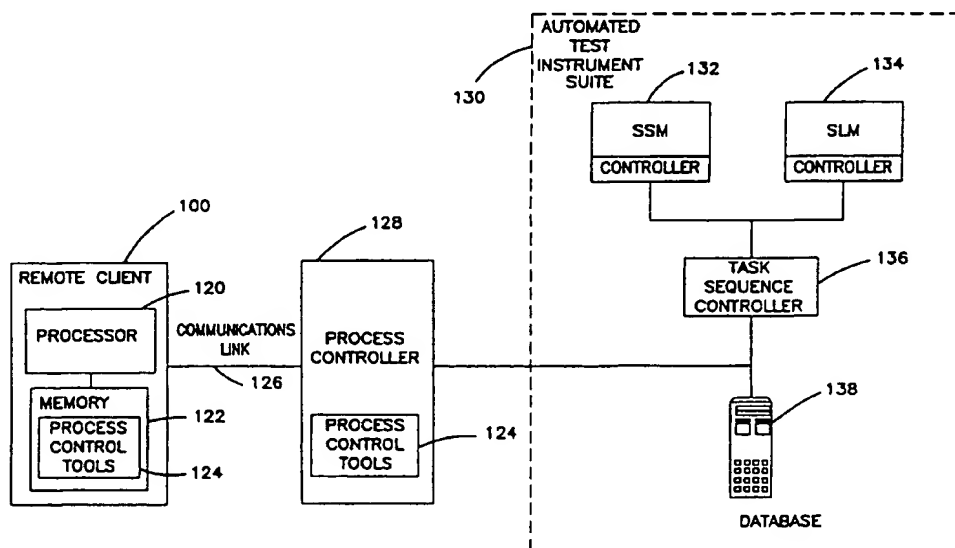 AUTOMATED
TEST
INSTRUMENT
SUITE
130
132
134
SSM
CONTROLLER
SLM
CONTROLLER
TASK
SEQUENCE
CONTROLLER
136
138
DATABASE
100
REMOTE CLIENT
120
PROCESSOR
MEMORY
122
PROCESS
CONTROL
TOOLS
124
COMMUNICATIONS
LINK
126
128
PROCESS
CONTROLLER
PROCESS
CONTROL
TOOLS
124